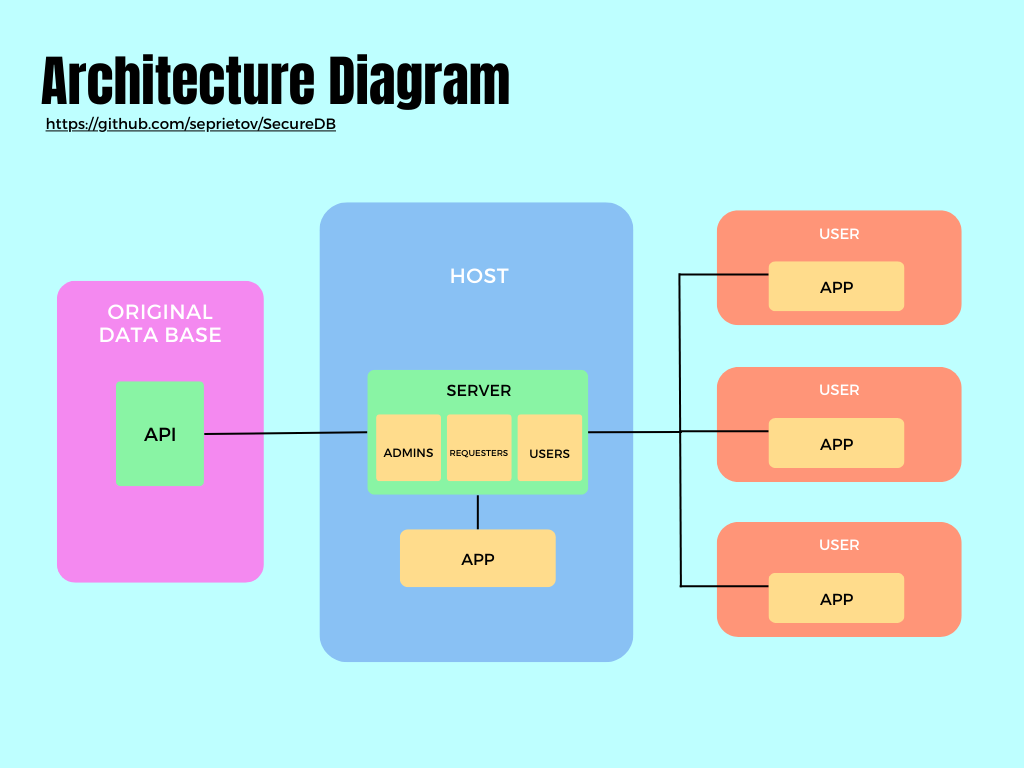 Architecture Diagram
https://github.com/seprietov/SecureDB
ORIGINAL
DATA BASE
API
HOST
SERVER
ADMINS
REQUESTERS
USERS
APP
USER
APP
USER
APP
USER
APP